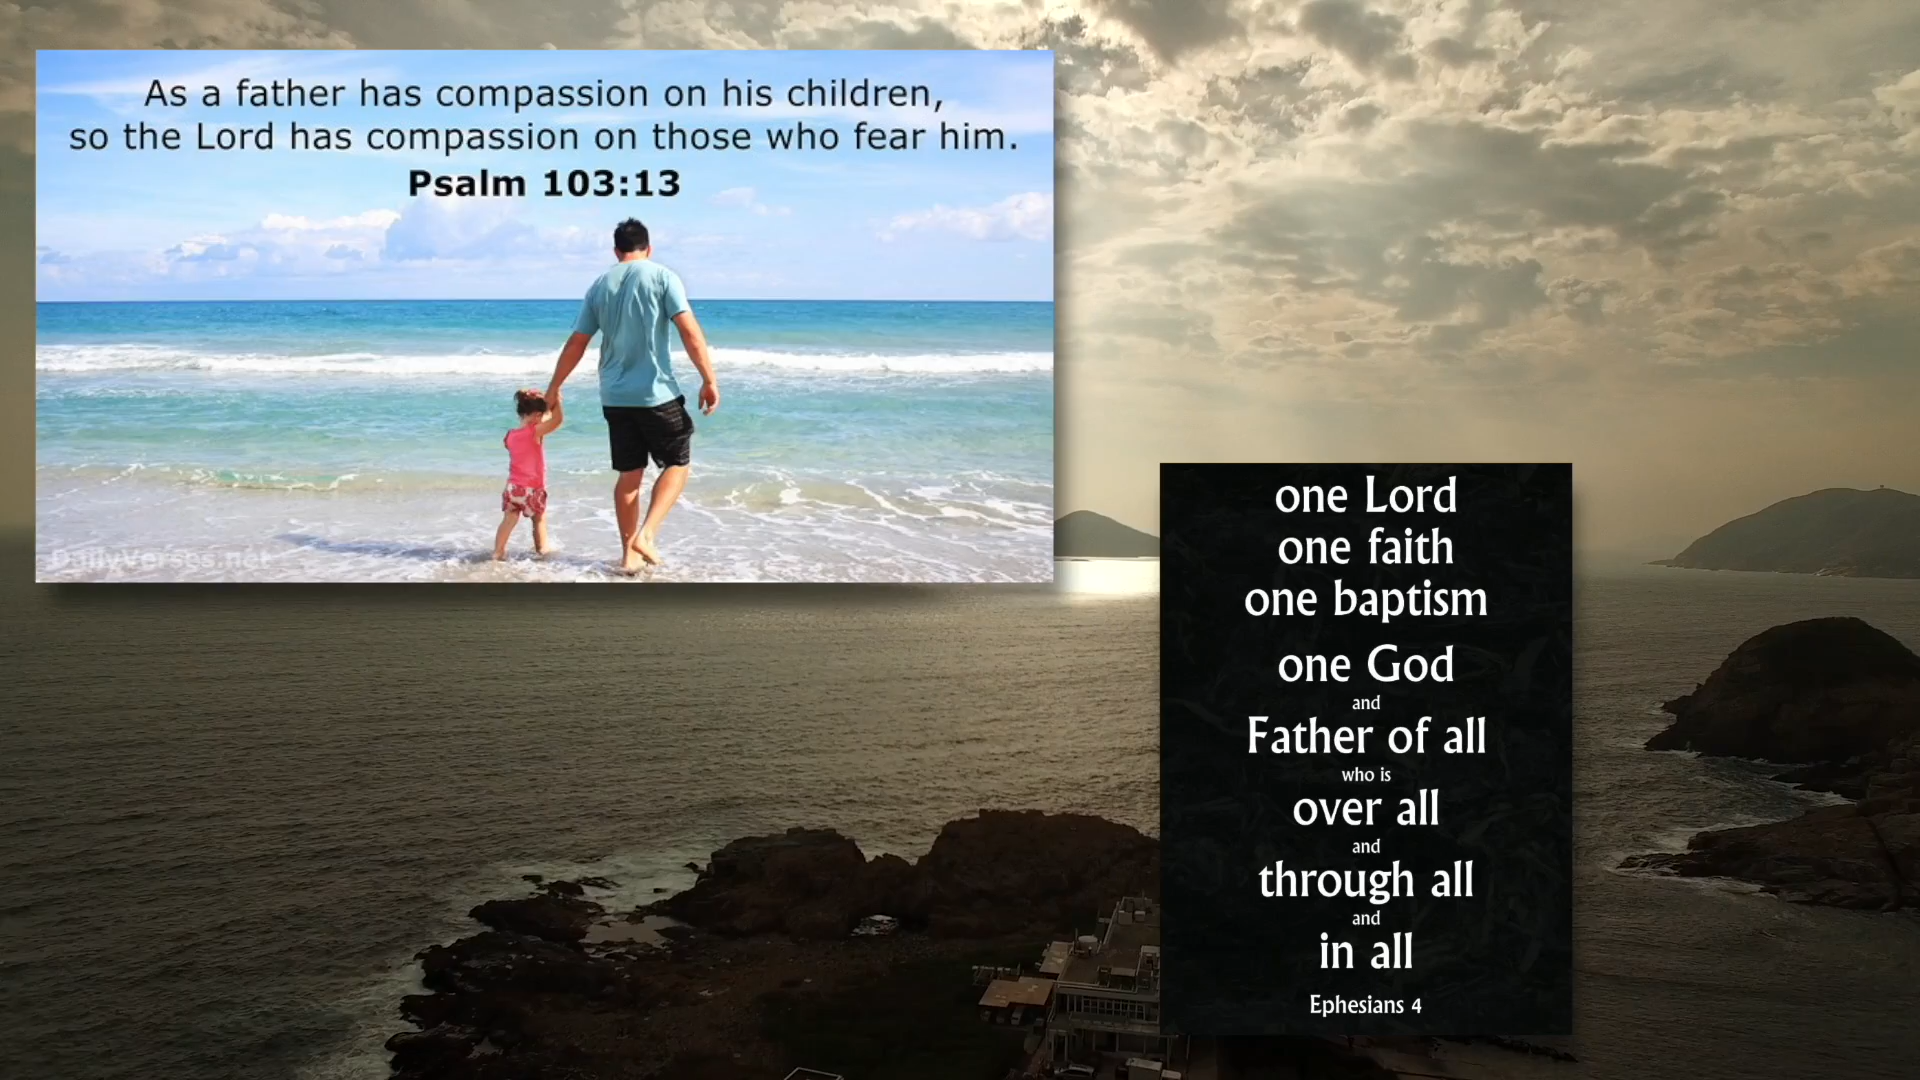 As a father has compassion on his children,
so the Lord has compassion on those who fear him.
Psalm 103:13
DailyVerses.net
one Lord
one faith
one baptism
one God
and
Father of all
who is
over all
and
through all
and
in all
Ephesians 4